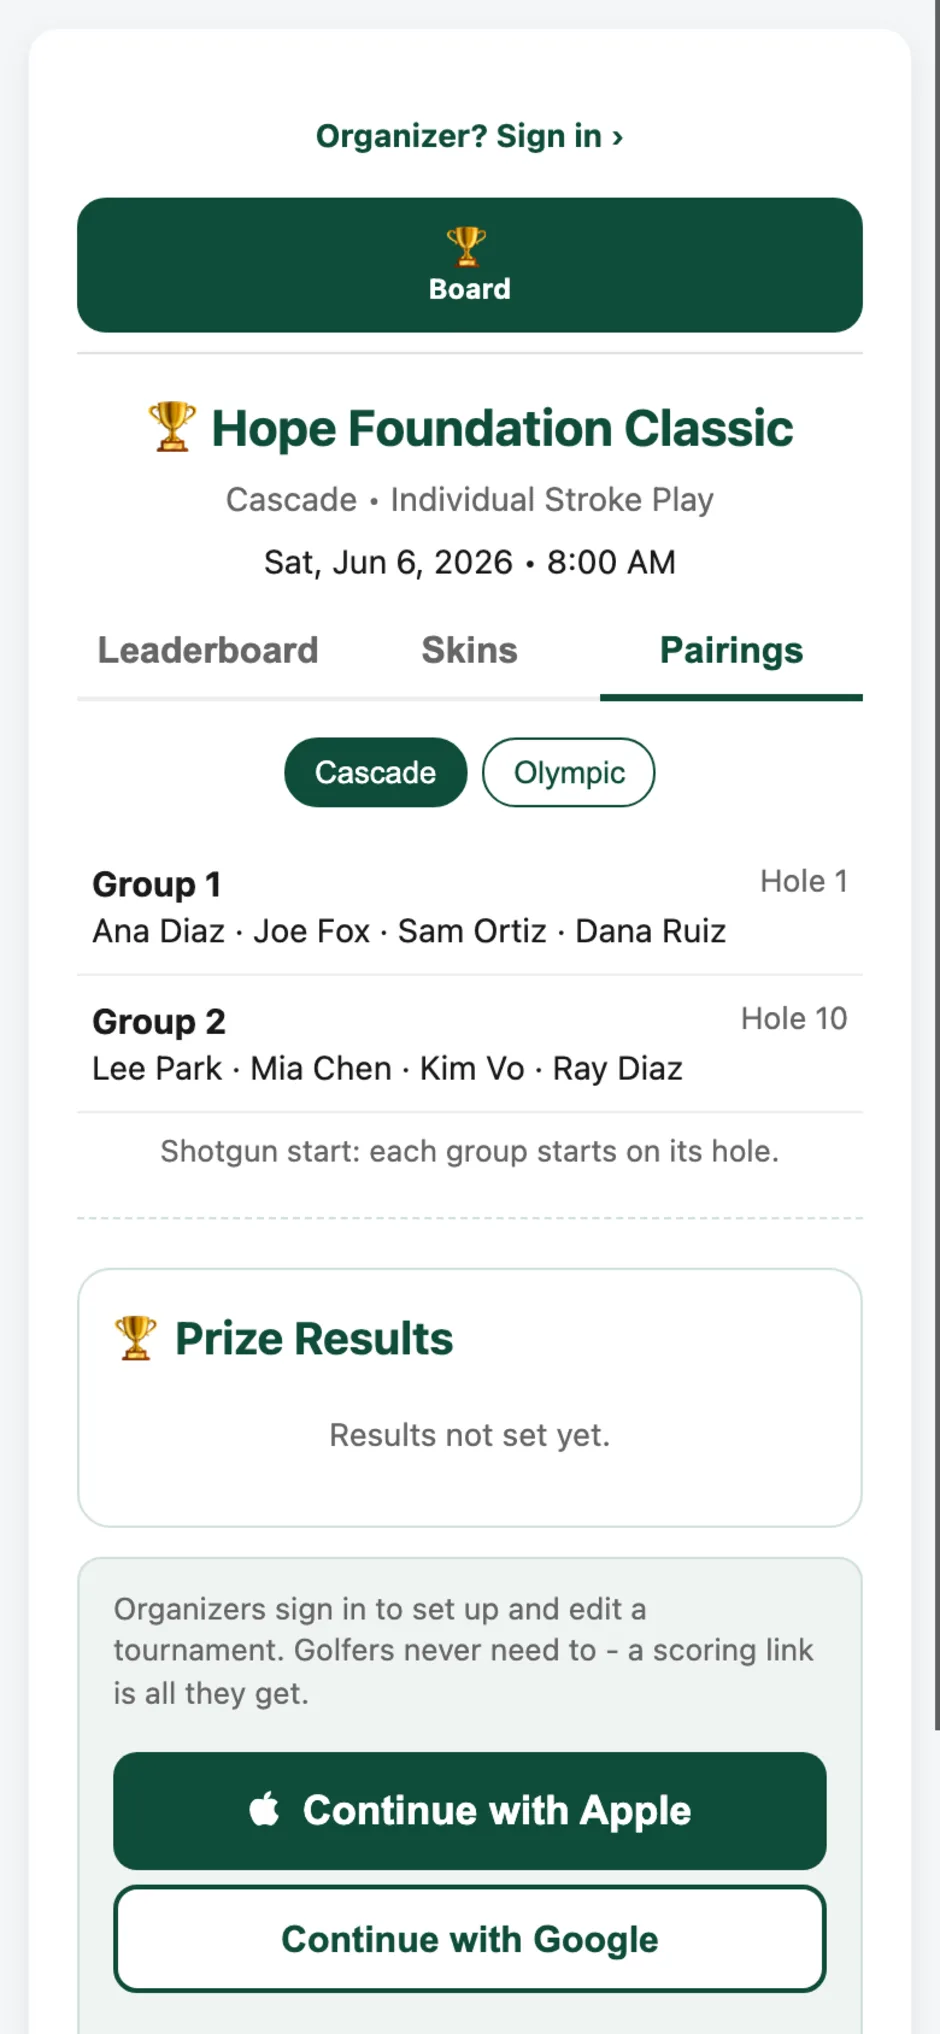 Organizer? Sign in ›
Board
Hope Foundation Classic
Cascade • Individual Stroke Play
Sat, Jun 6, 2026 • 8:00 AM
Leaderboard Skins Pairings
Cascade Olympic
Group 1 Hole 1
Ana Diaz · Joe Fox · Sam Ortiz · Dana Ruiz
Group 2 Hole 10
Lee Park · Mia Chen · Kim Vo · Ray Diaz
Shotgun start: each group starts on its hole.
Prize Results
Results not set yet.
Organizers sign in to set up and edit a
tournament. Golfers never need to - a scoring link
is all they get.
Continue with Apple
Continue with Google